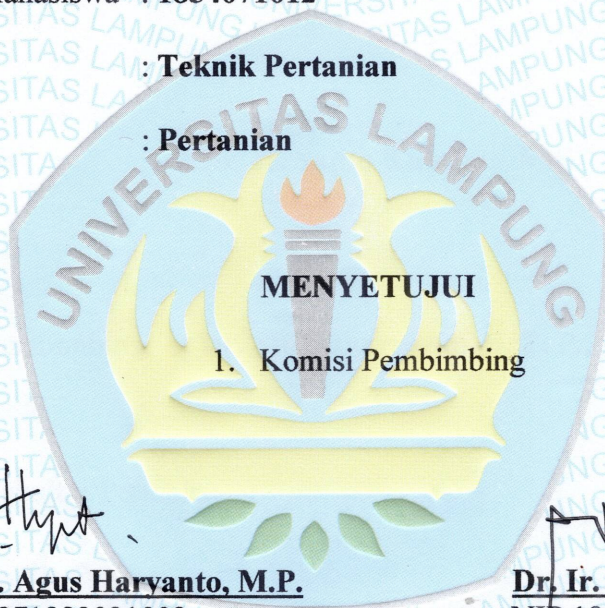 : Teknik Pertanian
: Pertanian
UNIVERSITAS LAMPUNG
MENYETUJUI
1. Komisi Pembimbing
. Agus Haryanto, M.P.
Dr. Ir.